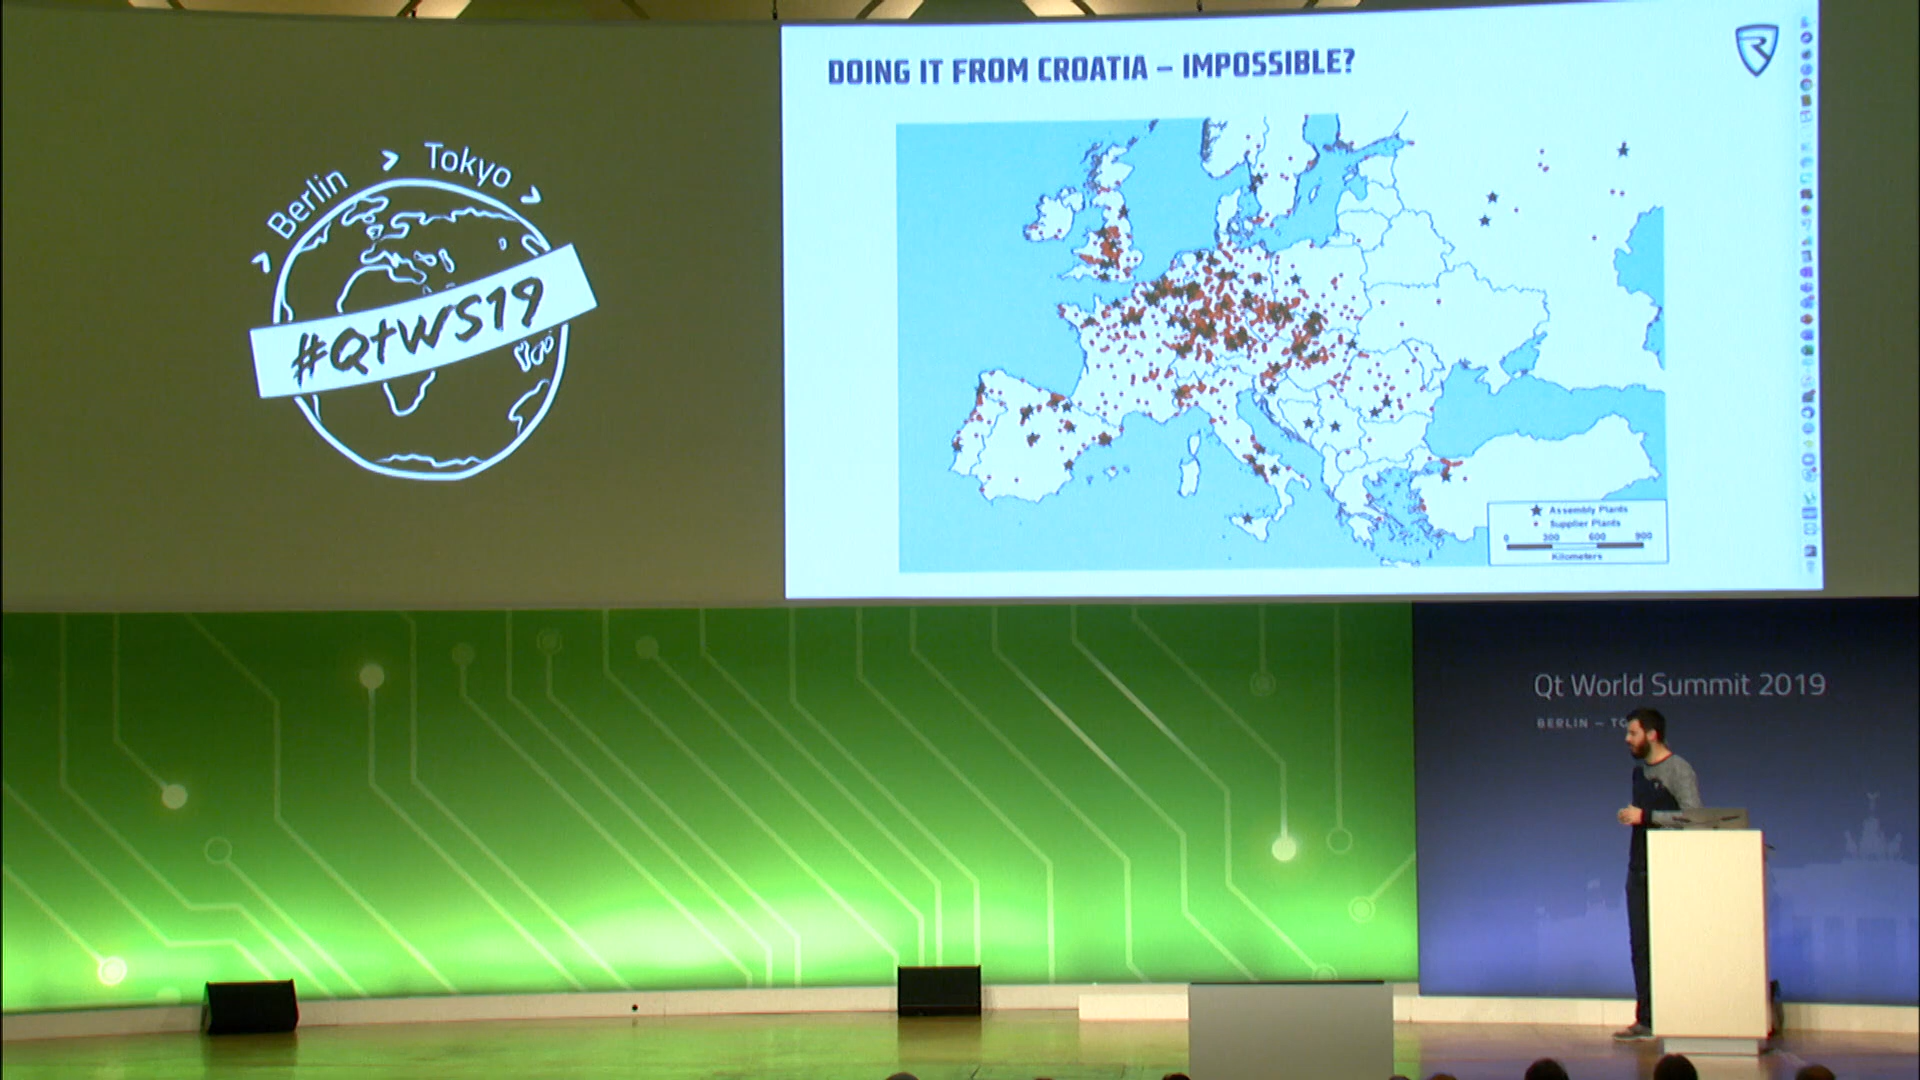 DOING IT FROM CROATIA – IMPOSSIBLE?
Berlin > Tokyo >
#QtWS19
Assembly Plants
Supplier Plants
0 300 600 900
Kilometers
Qt World Summit 2019
BERLIN – TO